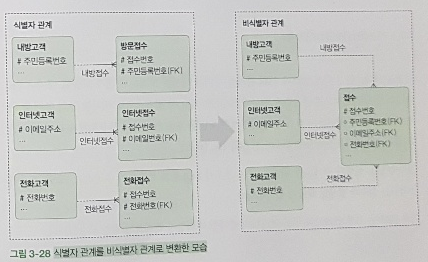 식별자 관계
내방고객
# 주민등록번호
...
내방접수
방문접수
# 접수번호
# 주민등록번호(FK)
...
인터넷고객
# 이메일주소
...
인터넷접수
인터넷접수
# 접수번호
# 이메일번호(FK)
...
전화고객
# 전화번호
...
전화접수
전화접수
# 접수번호
# 전화번호(FK)
...
비식별자 관계
내방고객
# 주민등록번호
...
내방접수
인터넷고객
# 이메일주소
...
인터넷접수
접수
# 접수번호
o 주민등록번호(FK)
o 이메일주소(FK)
o 전화번호(FK)
...
전화고객
# 전화번호
...
전화접수
그림 3-28 식별자 관계를 비식별자 관계로 변환한 모습